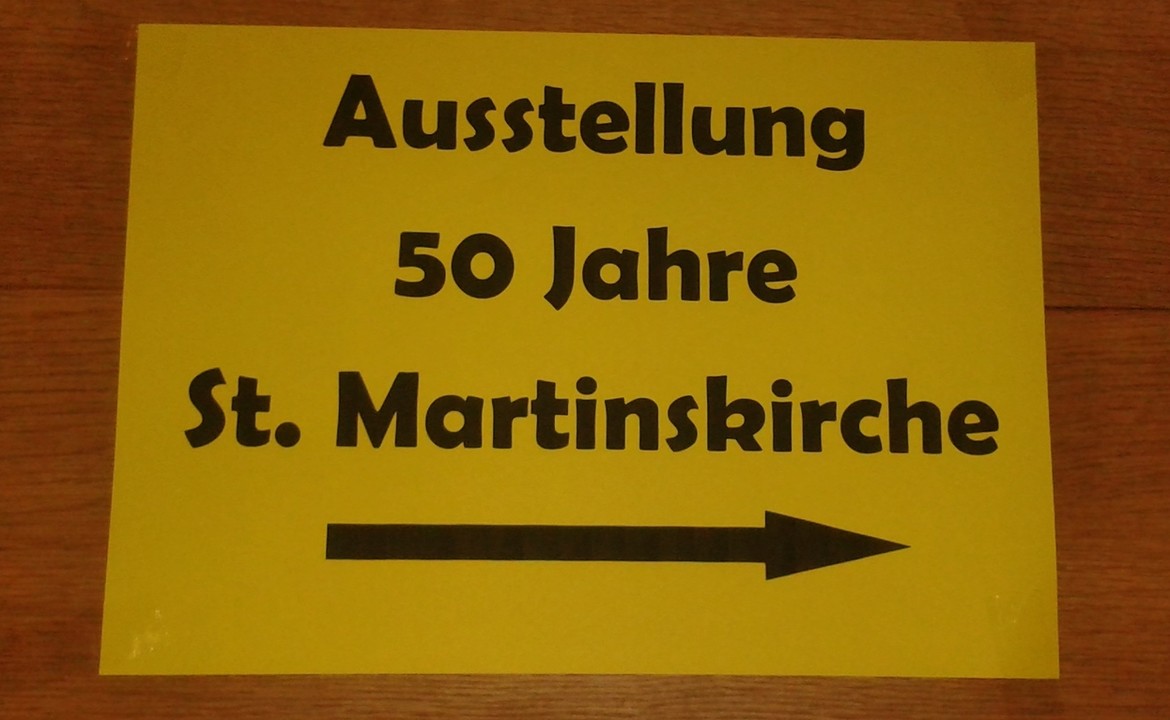 Ausstellung
50 Jahre
St. Martinskirche